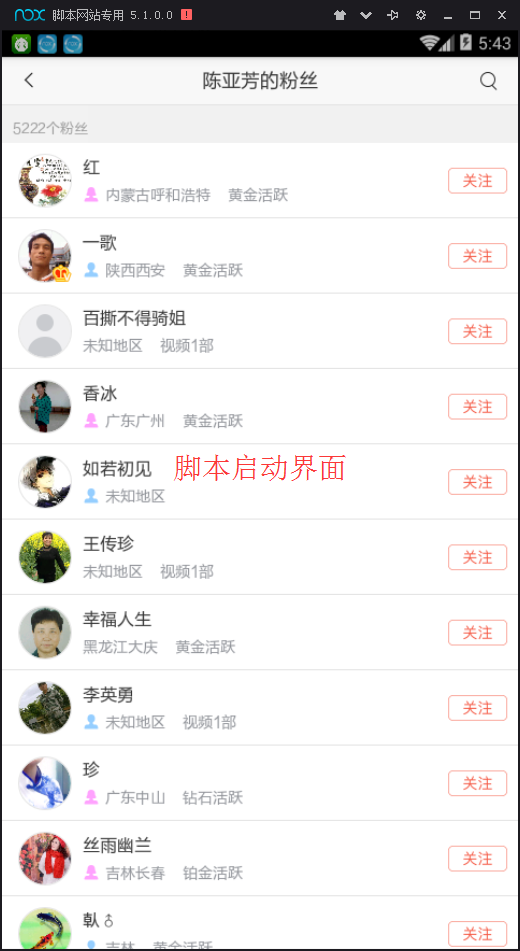 nox 脚本网站专用 5.1.0.0
5:43
陈亚芳的粉丝
5222个粉丝
红
内蒙古呼和浩特 黄金活跃
关注
一歌
陕西西安 黄金活跃
关注
百撕不得骑姐
未知地区 视频1部
关注
香冰
广东广州 黄金活跃
关注
如若初见
未知地区
关注
脚本启动界面
王传珍
未知地区 视频1部
关注
幸福人生
黑龙江大庆 黄金活跃
关注
李英勇
未知地区 视频1部
关注
珍
广东中山 钻石活跃
关注
丝雨幽兰
吉林长春 铂金活跃
关注
♂
吉林 黄金活跃
关注